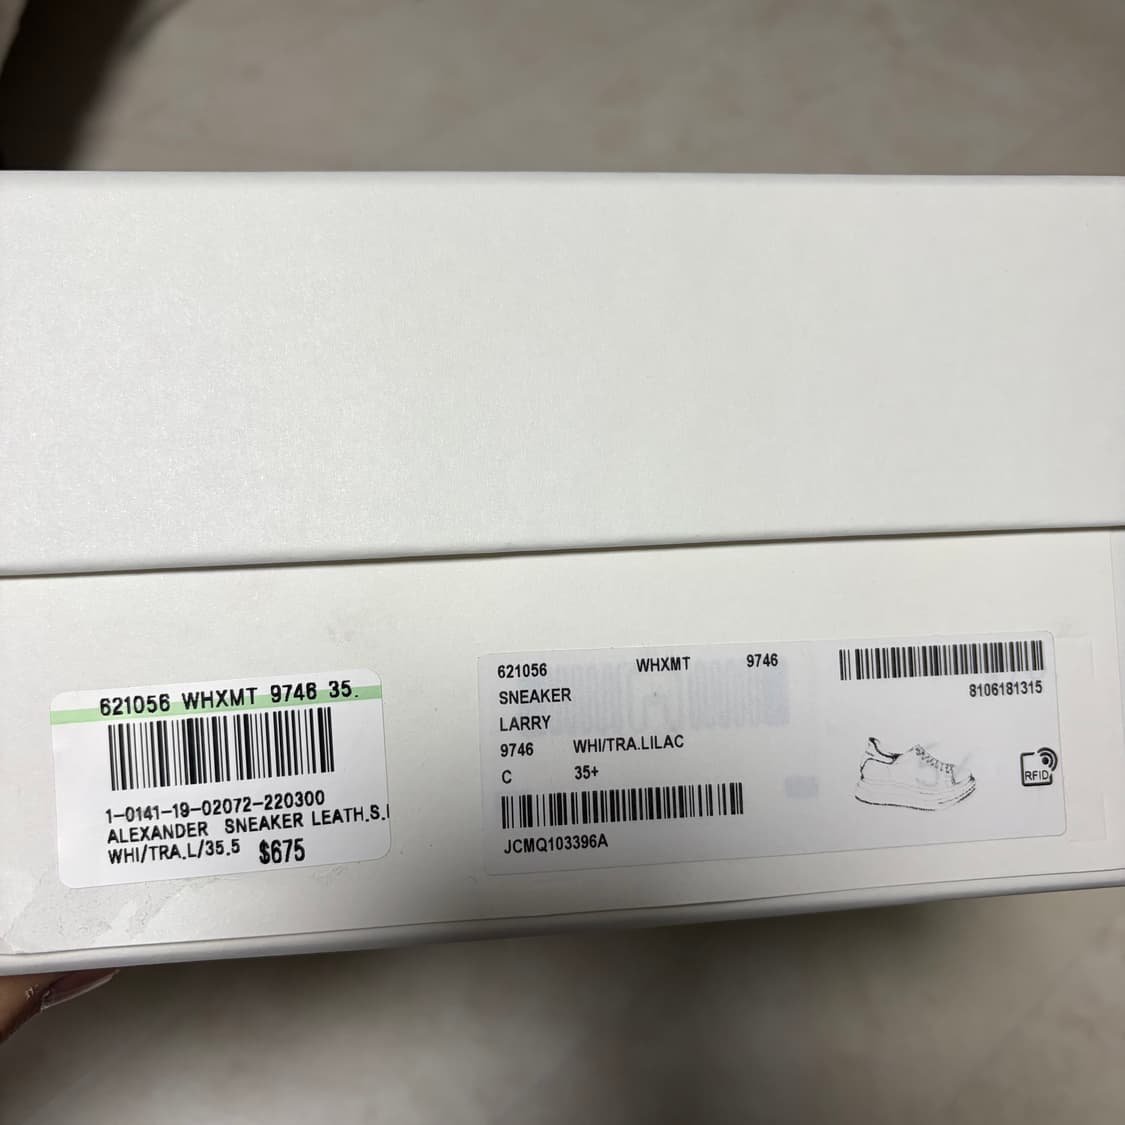 621056 WHXMT 9746 35.
1-0141-19-02072-220300
ALEXANDER SNEAKER LEATH.S.
WHI/TRA.L/35.5 $675
621056 WHXMT 9746
SNEAKER
LARRY
9746 WHI/TRA.LILAC
C 35+
JCMQ103396A
8106181315
RFID